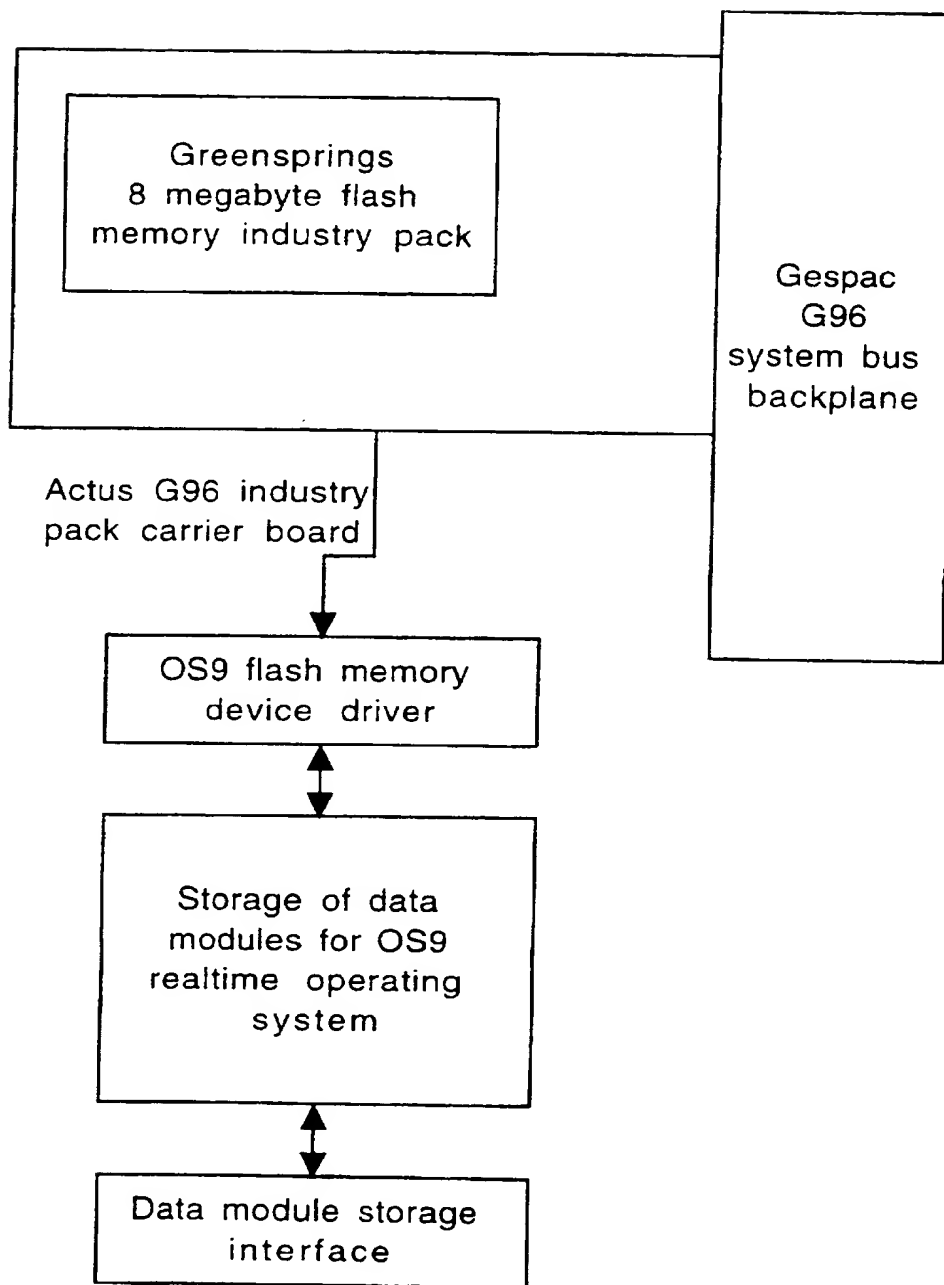 Greensprings
8 megabyte flash
memory industry pack
Gespac
G96
system bus
backplane
Actus G96 industry
pack carrier board
OS9 flash memory
device driver
Storage of data
modules for OS9
realtime operating
system
Data module storage
interface